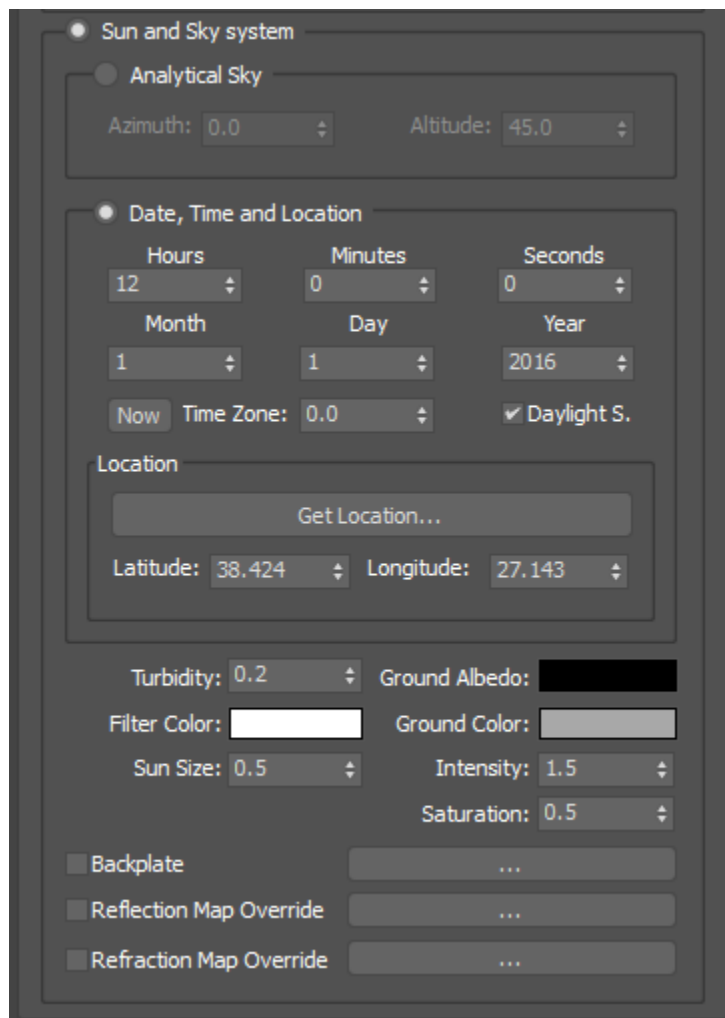 Sun and Sky system
Analytical Sky
Azimuth: 0.0 Altitude: 45.0
Date, Time and Location
Hours Minutes Seconds
12 0 0
Month Day Year
1 1 2016
Now Time Zone: 0.0 Daylight S.
Location
Get Location...
Latitude: 38.424 Longitude: 27.143
Turbidity: 0.2 Ground Albedo:
Filter Color: Ground Color:
Sun Size: 0.5 Intensity: 1.5
Saturation: 0.5
Backplate ...
Reflection Map Override ...
Refraction Map Override ...